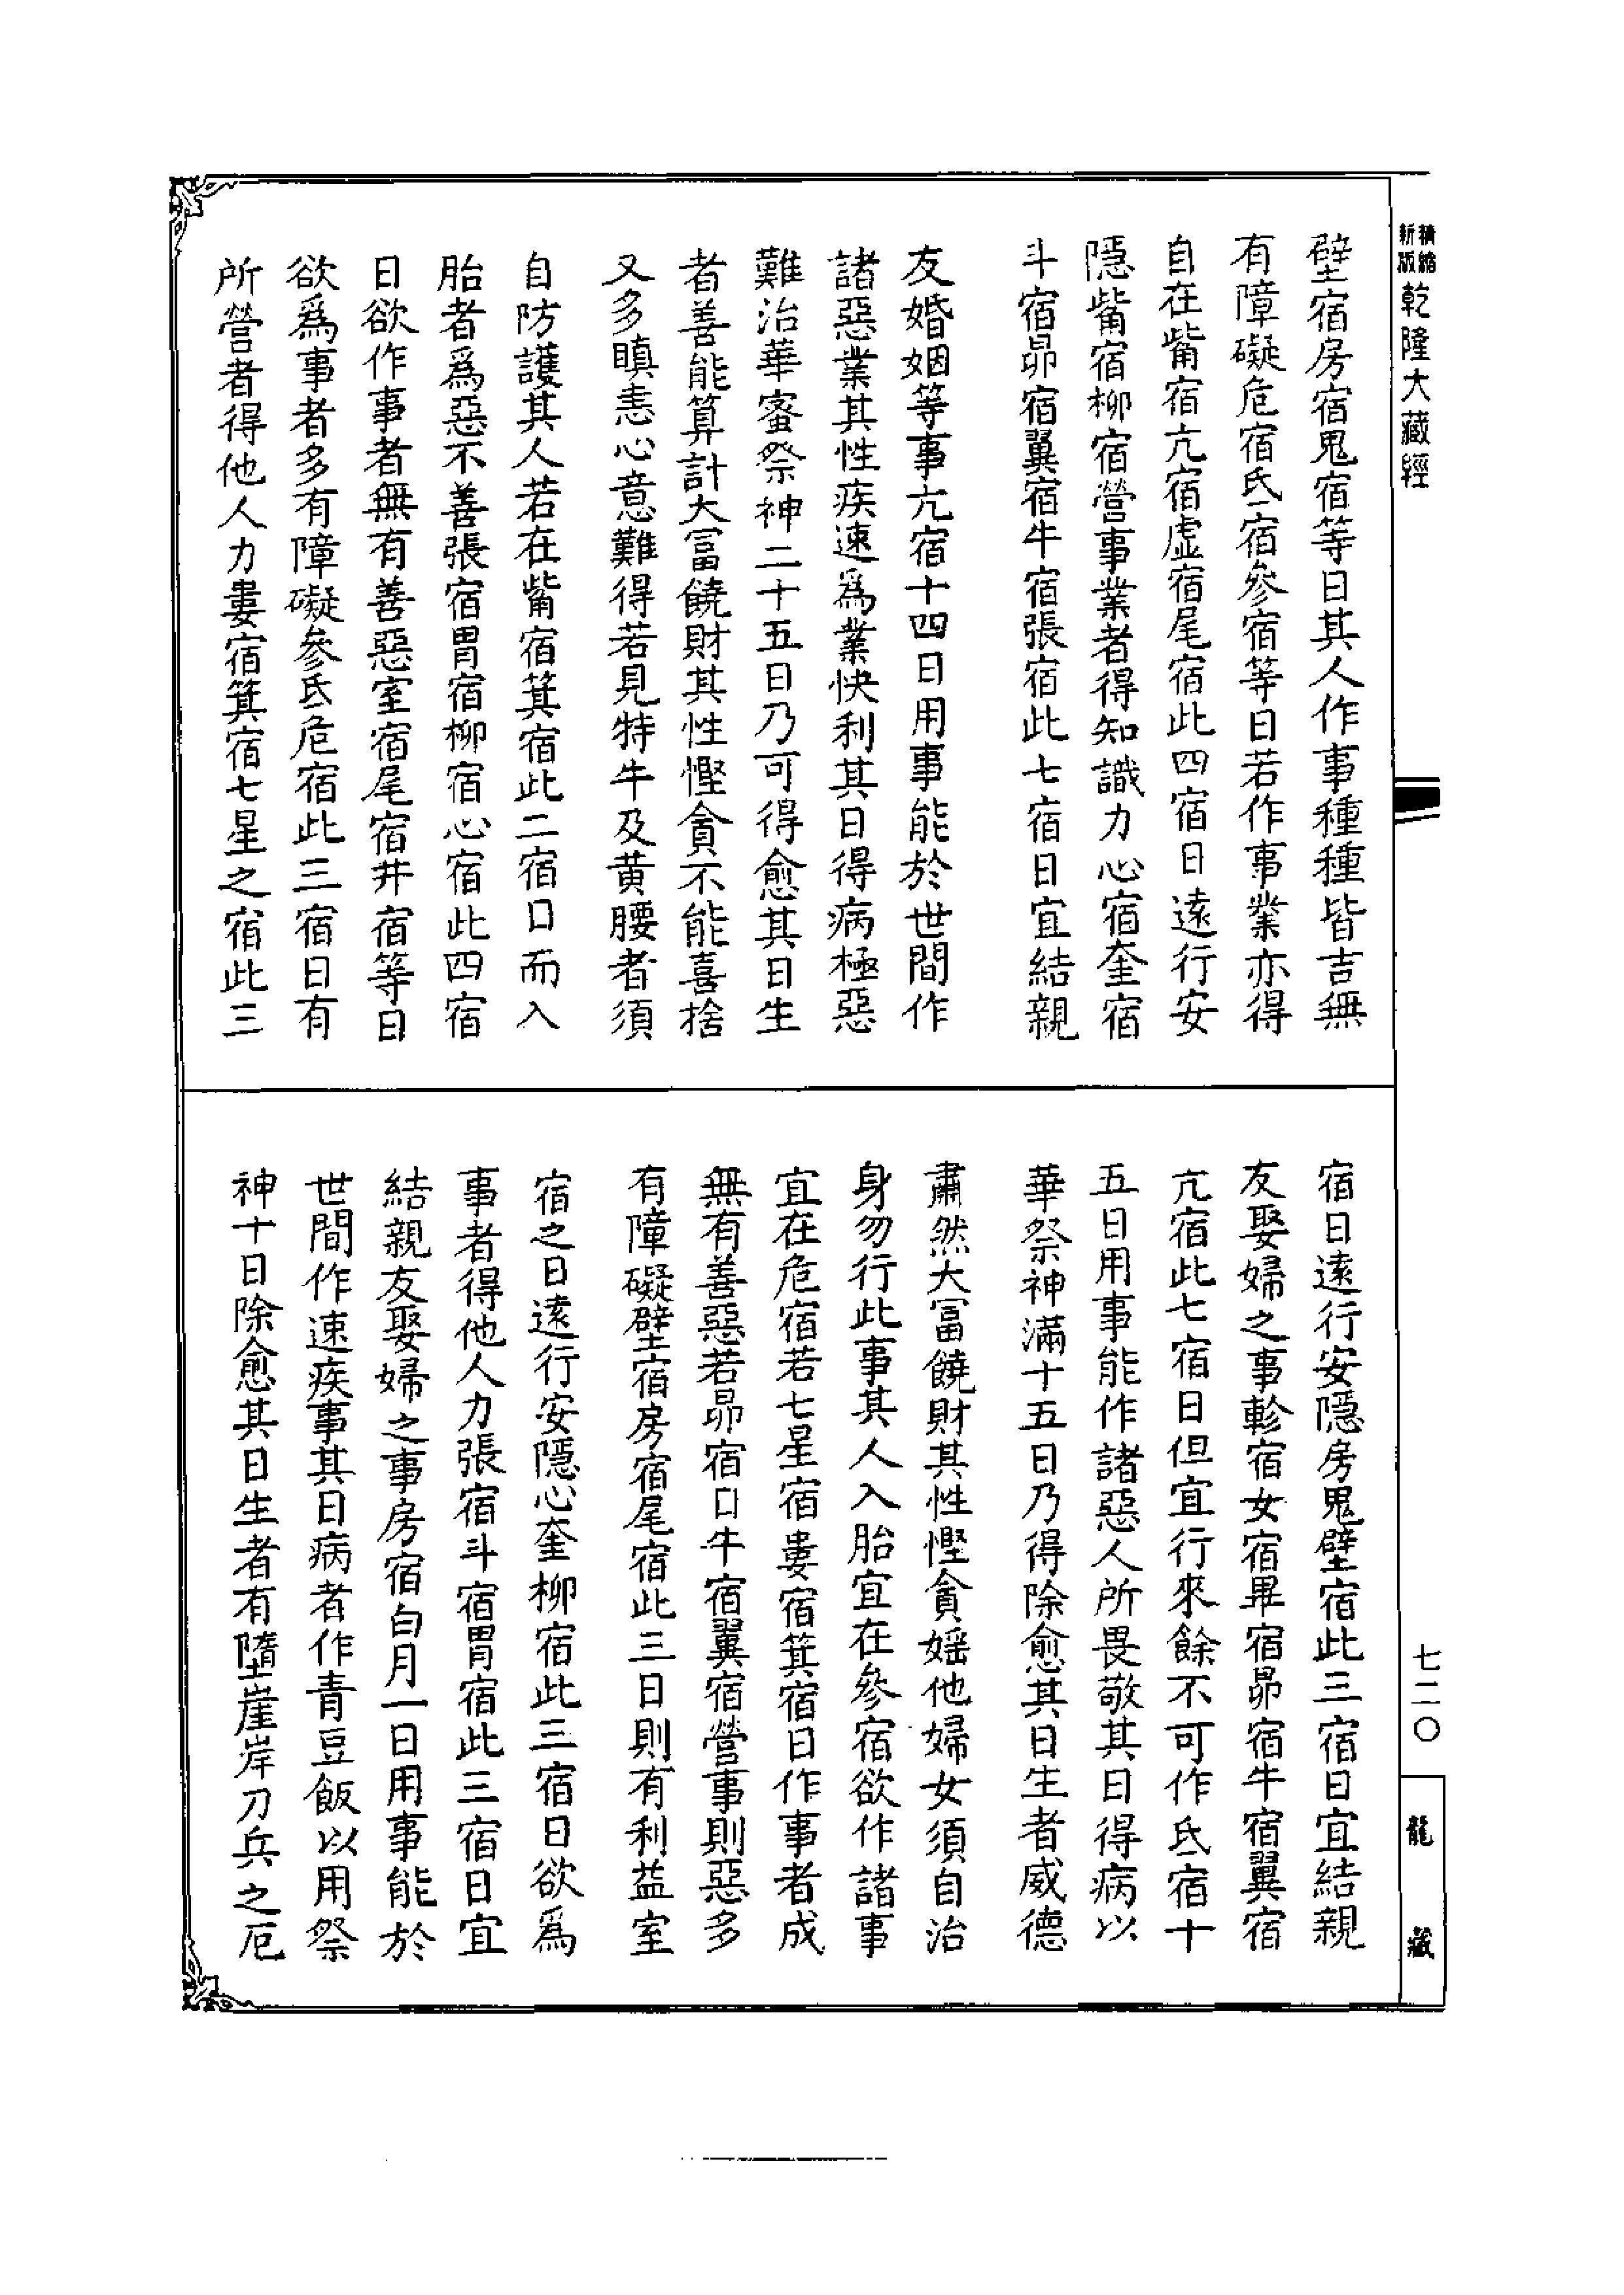 精縮新版乾隆大藏經
壁宿房宿鬼宿等日其人作事種種皆吉無
有障礙危宿氐宿參宿等日若作事業亦得
自在觜宿亢宿虛宿尾宿此四宿日遠行安
隱觜宿柳宿營事業者得知識力心宿奎宿
斗宿昴宿翼宿牛宿張宿此七宿日宜結親
友婚姻等事亢宿十四日用事能於世間作
諸惡業其性疾速爲業快利其日得病極惡
難治華蜜祭神二十五日乃可得愈其日生
者善能算計大富饒財其性慳貪不能喜捨
又多瞋恚心意難得若見特牛及黄腰者須
自防護其人若在觜宿箕宿此二宿口而入
胎者爲惡不善張宿胃宿柳宿心宿此四宿
日欲作事者無有善惡室宿尾宿井宿等日
欲爲事者多有障礙參氐危宿此三宿日有
所營者得他人力婁宿箕宿七星之宿此三
宿日遠行安隱房鬼壁宿此三宿日宜結親
友娶婦之事軫宿女宿畢宿昴宿牛宿翼宿
亢宿此七宿日但宜行來餘不可作氐宿十
五日用事能作諸惡人所畏敬其日得病以
華祭神滿十五日乃得除愈其日生者威德
肅然大富饒財其性慳貪婬他婦女須自治
身勿行此事其人入胎宜在參宿欲作諸事
宜在危宿若七星宿婁宿箕宿日作事者成
無有善惡若昴宿口牛宿翼宿營事則惡多
有障礙壁宿房宿尾宿此三日則有利益室
宿之日遠行安隱心奎柳宿此三宿日欲爲
事者得他人力張宿斗宿胃宿此三宿日宜
結親友娶婦之事房宿白月一日用事能於
世間作速疾事其日病者作青豆飯以用祭
神十日除愈其日生者有墮崖岸刀兵之厄
七二〇
龍藏